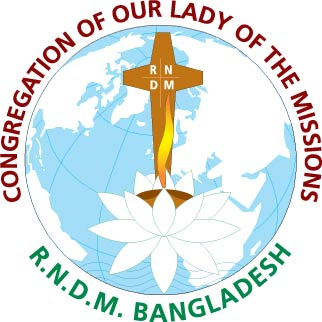 CONGREGATION OF OUR LADY OF THE MISSIONS
R N
D M
R.N.D.M. BANGLADESH